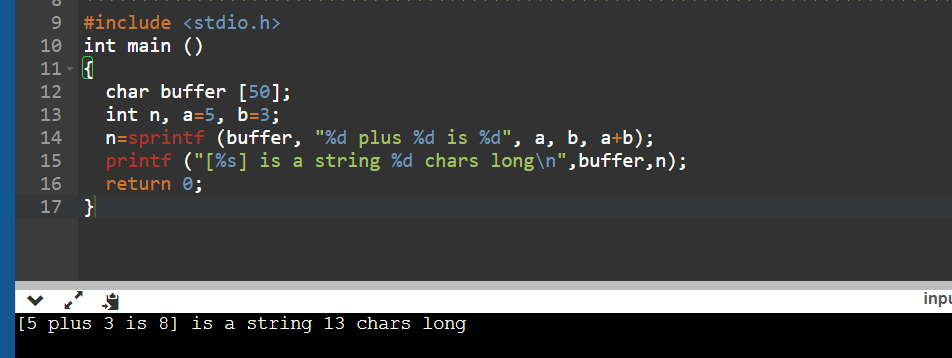 9 #include <stdio.h>
10 int main ()
11 {
12 char buffer [50];
13 int n, a=5, b=3;
14 n=sprintf (buffer, "%d plus %d is %d", a, b, a+b);
15 printf ("[%s] is a string %d chars long\n",buffer,n);
16 return 0;
17 }
[5 plus 3 is 8] is a string 13 chars long